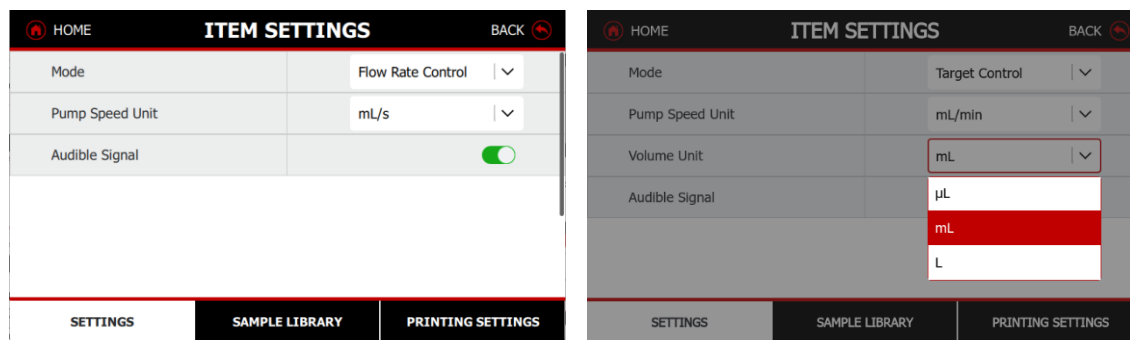 HOME ITEM SETTINGS BACK
Mode Flow Rate Control
Pump Speed Unit mL/s
Audible Signal
SETTINGS SAMPLE LIBRARY PRINTING SETTINGS
HOME ITEM SETTINGS BACK
Mode Target Control
Pump Speed Unit mL/min
Volume Unit mL
Audible Signal
µL
mL
L
SETTINGS SAMPLE LIBRARY PRINTING SETTINGS